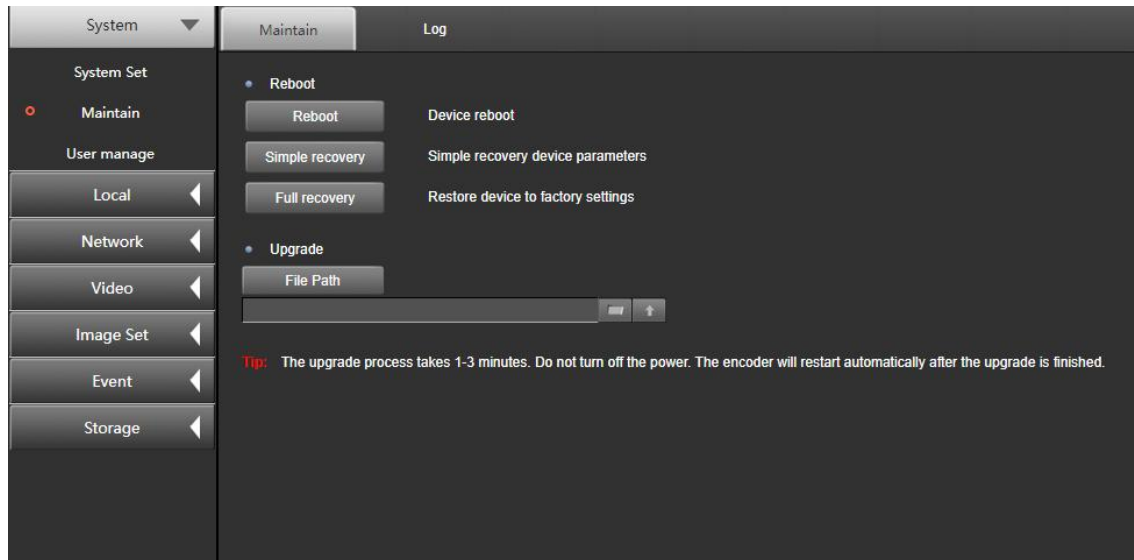 System
System Set
Maintain
User manage
Local
Network
Video
Image Set
Event
Storage
Maintain Log
Reboot
Reboot Device reboot
Simple recovery Simple recovery device parameters
Full recovery Restore device to factory settings
Upgrade
File Path
Tip: The upgrade process takes 1-3 minutes. Do not turn off the power. The encoder will restart automatically after the upgrade is finished.